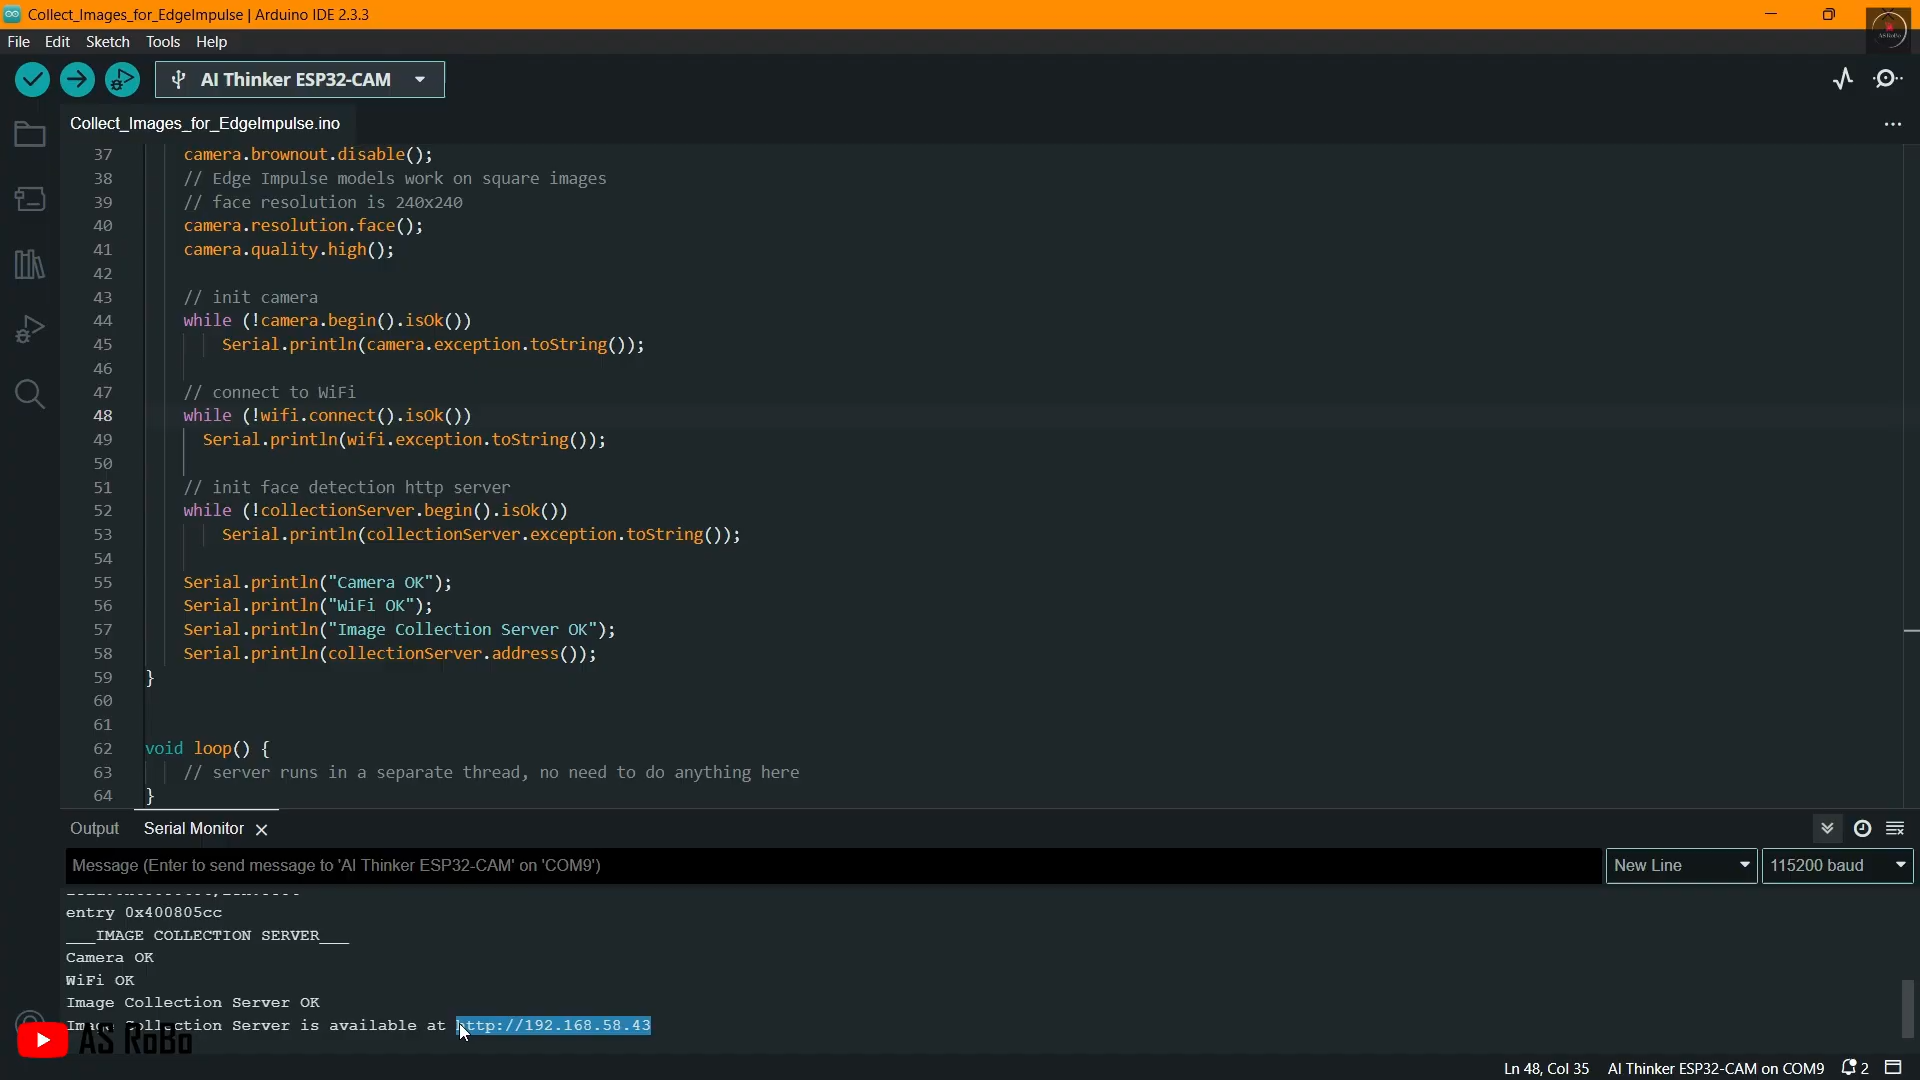 Collect_Images_for_EdgeImpulse | Arduino IDE 2.3.3
File Edit Sketch Tools Help
AI Thinker ESP32-CAM
Collect_Images_for_EdgeImpulse.ino
37 camera.brownout.disable();
38 // Edge Impulse models work on square images
39 // face resolution is 240x240
40 camera.resolution.face();
41 camera.quality.high();
42
43 // init camera
44 while (!camera.begin().isOk())
45 Serial.println(camera.exception.toString());
46
47 // connect to WiFi
48 while (!wifi.connect().isOk())
49 Serial.println(wifi.exception.toString());
50
51 // init face detection http server
52 while (!collectionServer.begin().isOk())
53 Serial.println(collectionServer.exception.toString());
54
55 Serial.println("Camera OK");
56 Serial.println("WiFi OK");
57 Serial.println("Image Collection Server OK");
58 Serial.println(collectionServer.address());
59 }
60
61
62 void loop() {
63 // server runs in a separate thread, no need to do anything here
64 }
Output Serial Monitor
Message (Enter to send message to 'AI Thinker ESP32-CAM' on 'COM9')
New Line 115200 baud
entry 0x400805cc
___IMAGE COLLECTION SERVER___
Camera OK
WiFi OK
Image Collection Server OK
Image Collection Server is available at http://192.168.58.43
AS RoBo
Ln 48, Col 35 AI Thinker ESP32-CAM on COM9 2